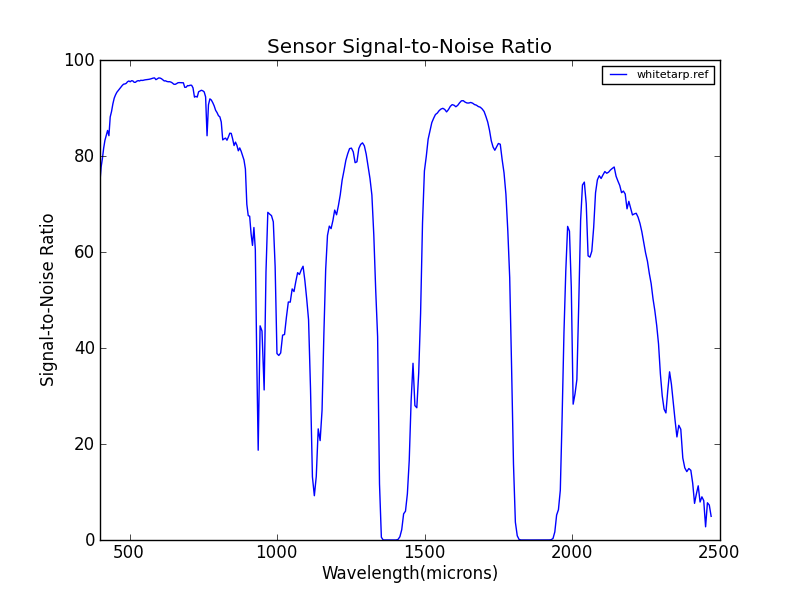 Sensor Signal-to-Noise Ratio
whitetarp.ref
100
80
60
40
20
0
Signal-to-Noise Ratio
500
1000
1500
2000
2500
Wavelength(microns)